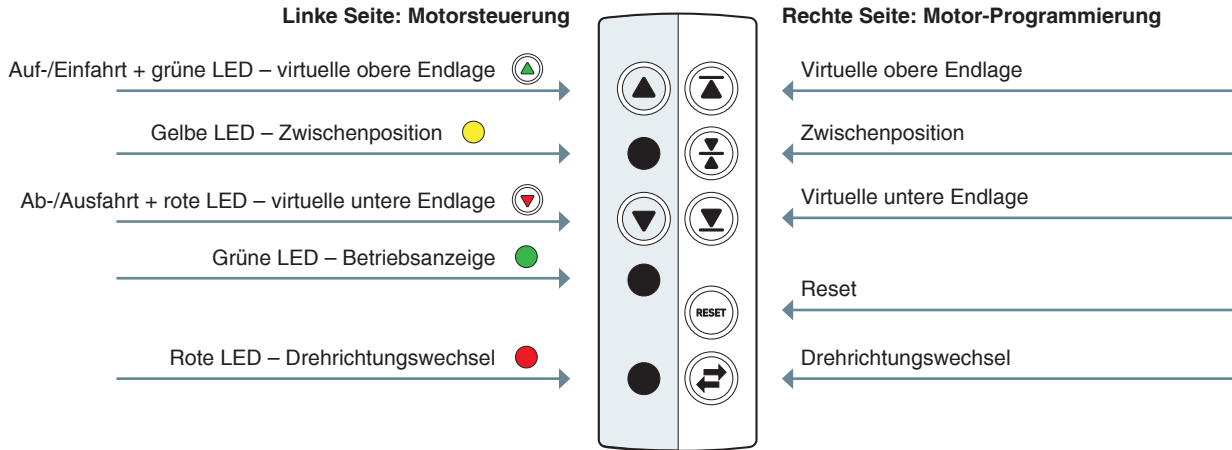 Linke Seite: Motorsteuerung
Rechte Seite: Motor-Programmierung
Auf-/Einfahrt + grüne LED – virtuelle obere Endlage
Virtuelle obere Endlage
Gelbe LED – Zwischenposition
Zwischenposition
Ab-/Ausfahrt + rote LED – virtuelle untere Endlage
Virtuelle untere Endlage
Grüne LED – Betriebsanzeige
Reset
RESET
Rote LED – Drehrichtungswechsel
Drehrichtungswechsel